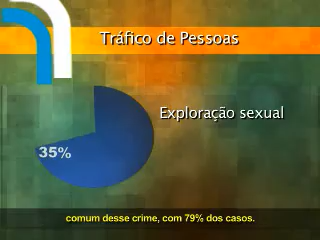 Tráfico de Pessoas
Exploração sexual
35%
comum desse crime, com 79% dos casos.